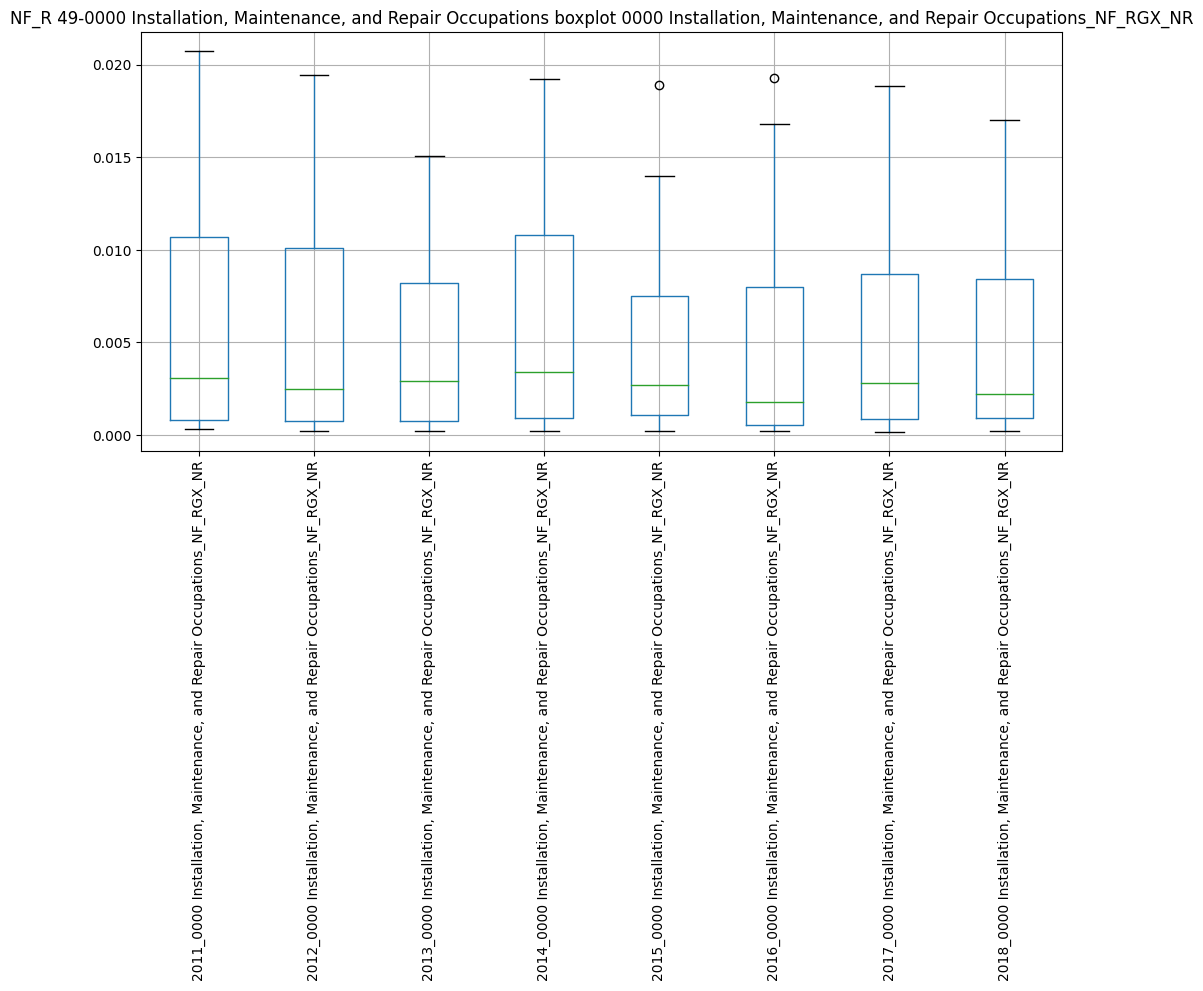 NF_R 49-0000 Installation, Maintenance, and Repair Occupations boxplot 0000 Installation, Maintenance, and Repair Occupations_NF_RGX_NR
0.020
0.015
0.010
0.005
0.000
2011_0000 Installation, Maintenance, and Repair Occupations_NF_RGX_NR
2012_0000 Installation, Maintenance, and Repair Occupations_NF_RGX_NR
2013_0000 Installation, Maintenance, and Repair Occupations_NF_RGX_NR
2014_0000 Installation, Maintenance, and Repair Occupations_NF_RGX_NR
2015_0000 Installation, Maintenance, and Repair Occupations_NF_RGX_NR
2016_0000 Installation, Maintenance, and Repair Occupations_NF_RGX_NR
2017_0000 Installation, Maintenance, and Repair Occupations_NF_RGX_NR
2018_0000 Installation, Maintenance, and Repair Occupations_NF_RGX_NR